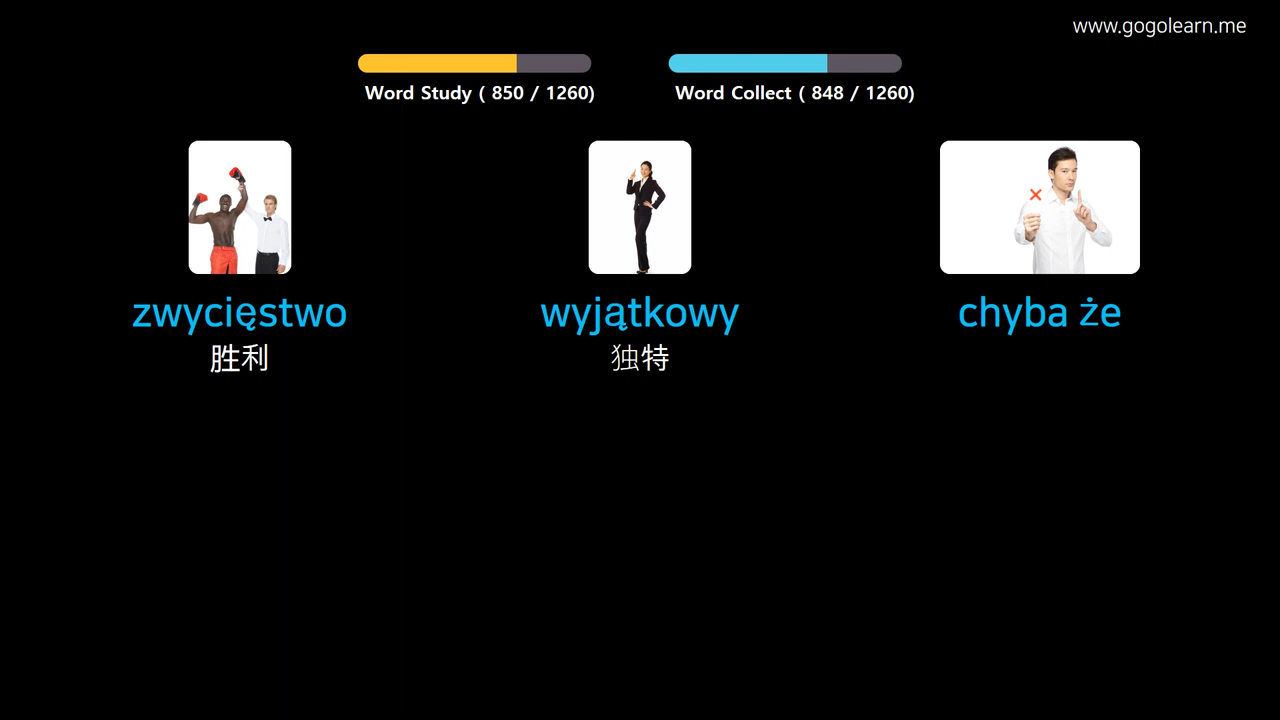 www.gogolearn.me
Word Study ( 850 / 1260)
Word Collect ( 848 / 1260)
zwycięstwo
胜利
wyjątkowy
独特
chyba że